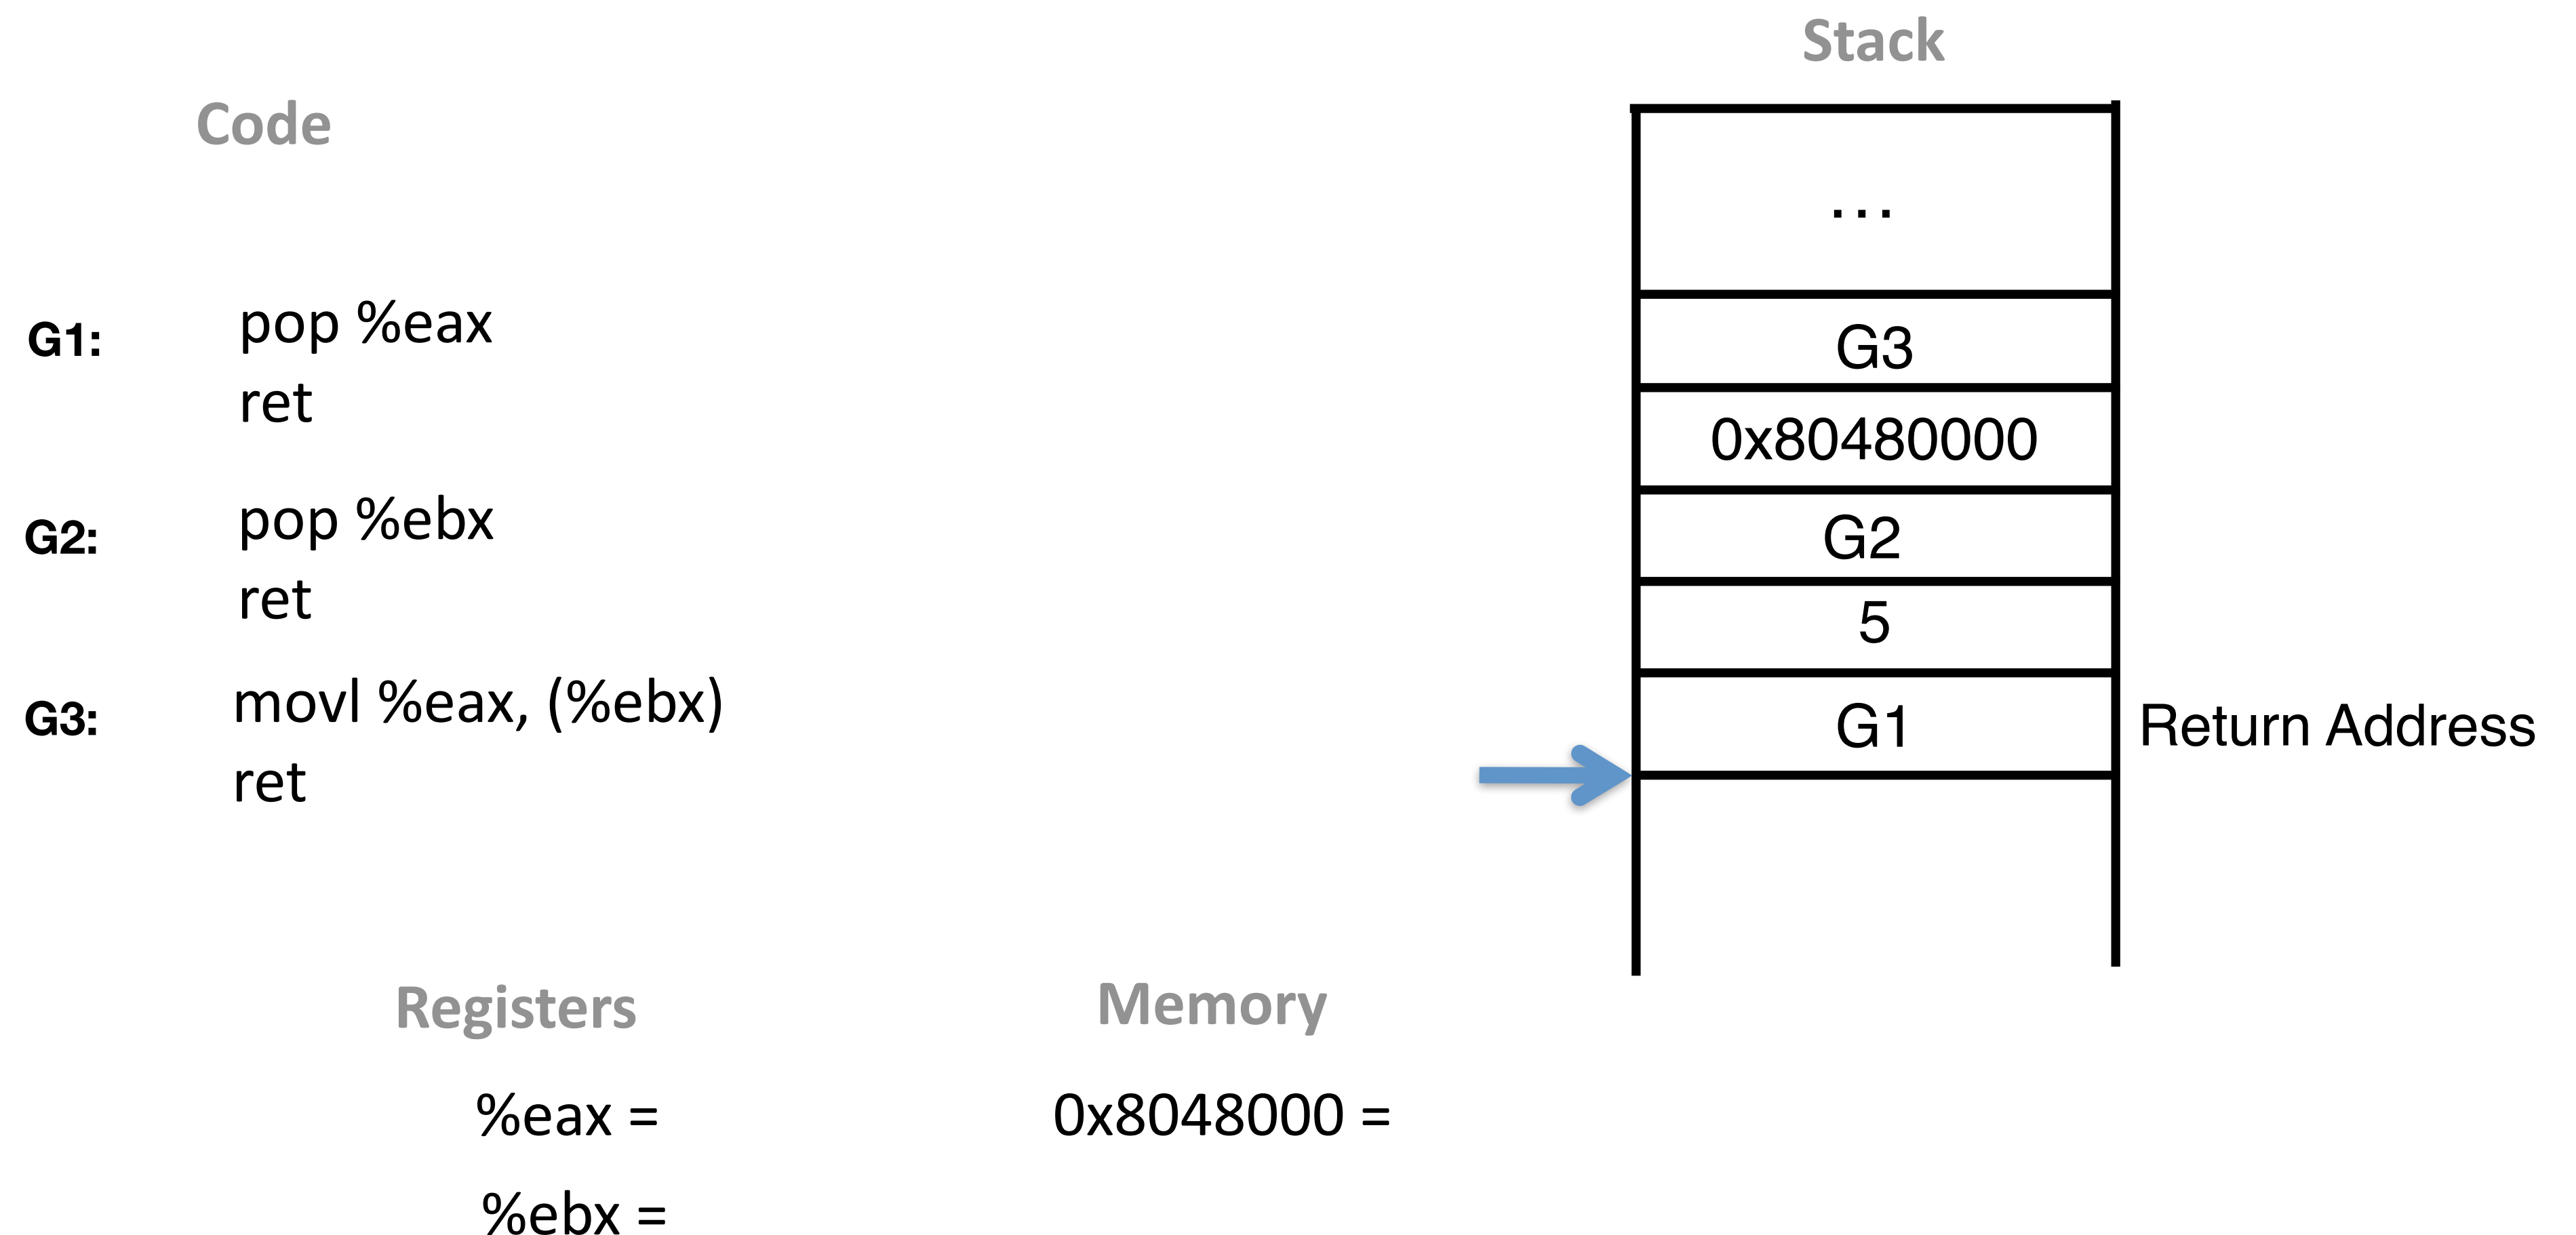 Stack
Code
...
G1: pop %eax
ret
G2: pop %ebx
ret
G3: movl %eax, (%ebx)
ret
G3
0x80480000
G2
5
G1 Return Address
Registers
%eax =
%ebx =
Memory
0x8048000 =